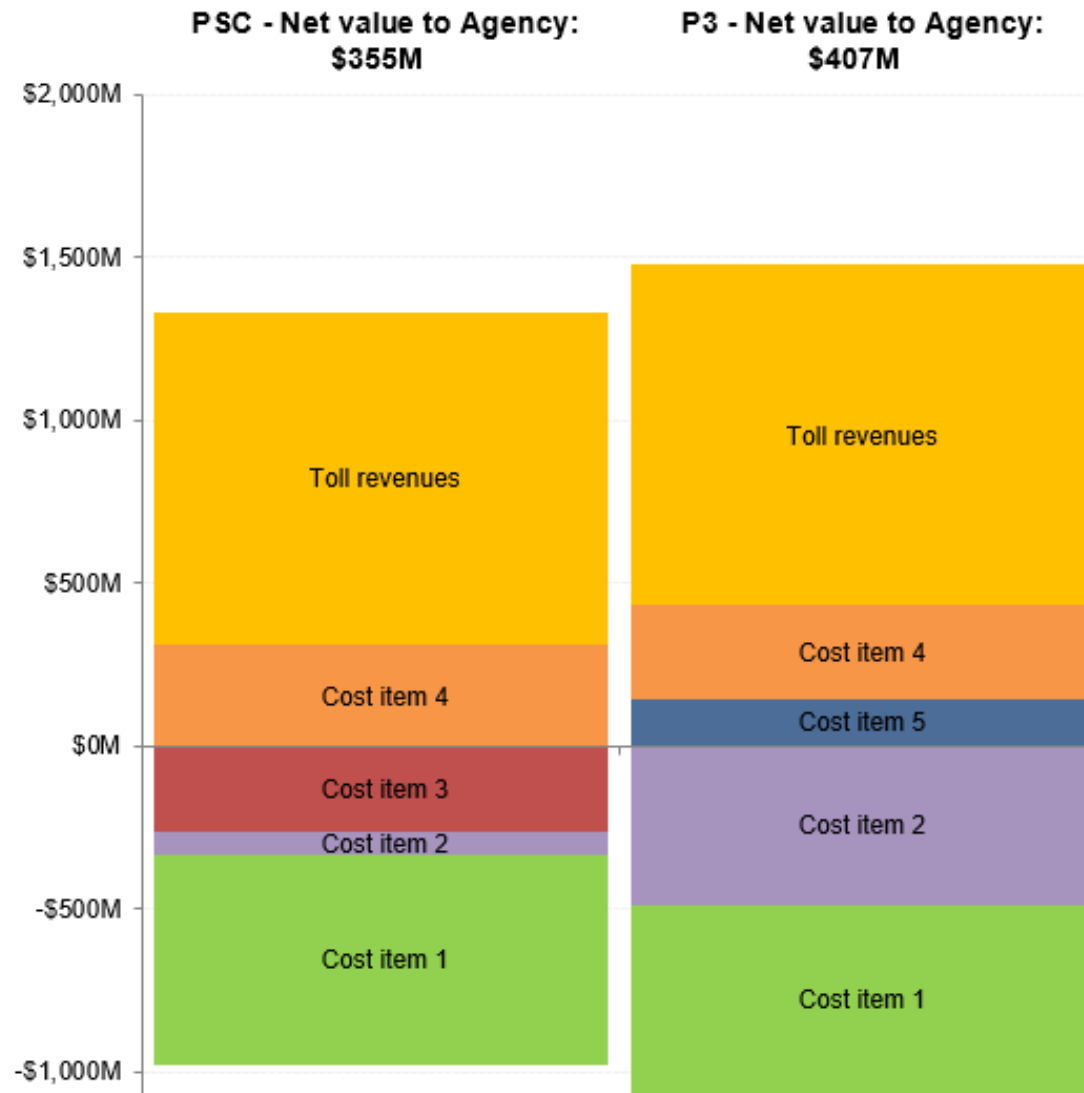 PSC - Net value to Agency:
$355M
P3 - Net value to Agency:
$407M
$2,000M
$1,500M
$1,000M
$500M
$0M
-$500M
-$1,000M
Toll revenues
Cost item 4
Cost item 3
Cost item 2
Cost item 1
Toll revenues
Cost item 4
Cost item 5
Cost item 2
Cost item 1